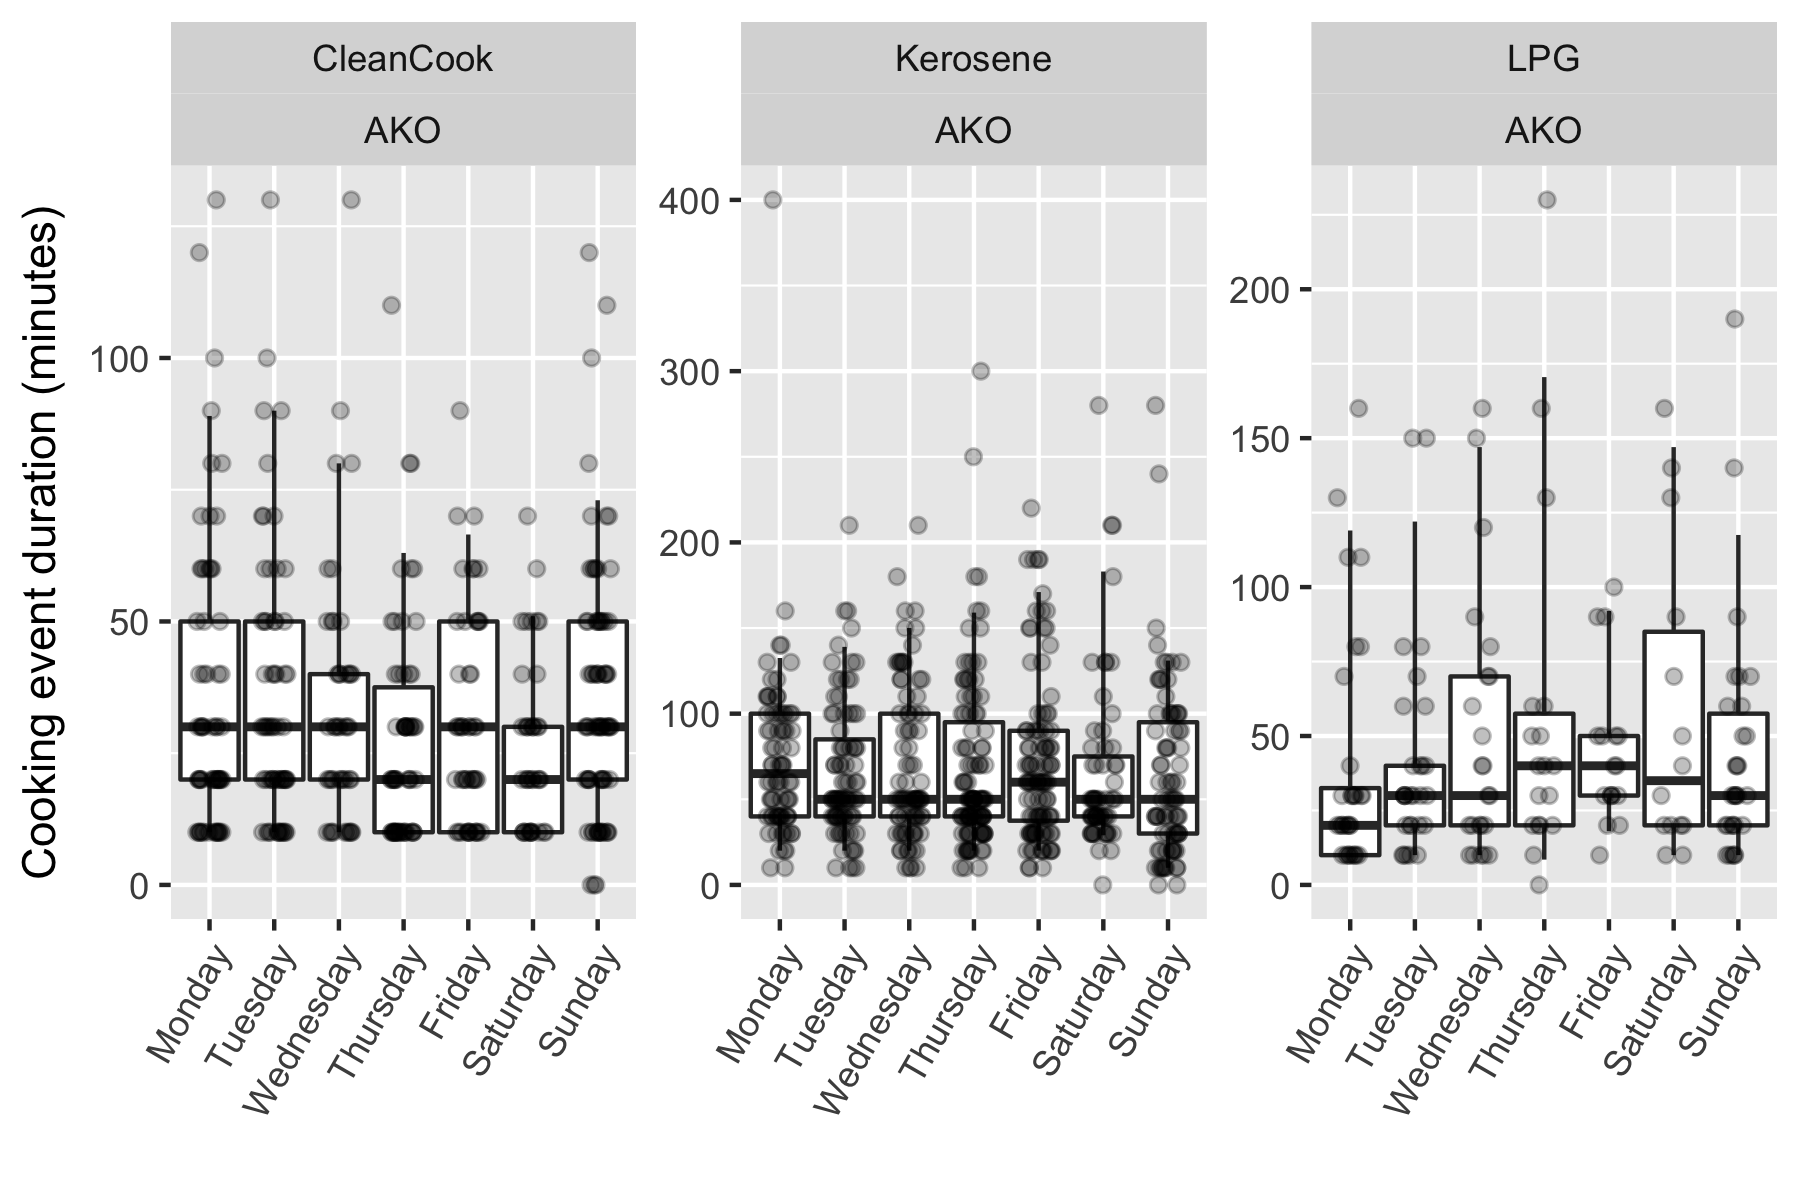 CleanCook
Kerosene
LPG
AKO
AKO
AKO
Cooking event duration (minutes)
100
50
0
400
300
200
100
0
200
150
100
50
0
Monday
Tuesday
Wednesday
Thursday
Friday
Saturday
Sunday
Monday
Tuesday
Wednesday
Thursday
Friday
Saturday
Sunday
Monday
Tuesday
Wednesday
Thursday
Friday
Saturday
Sunday